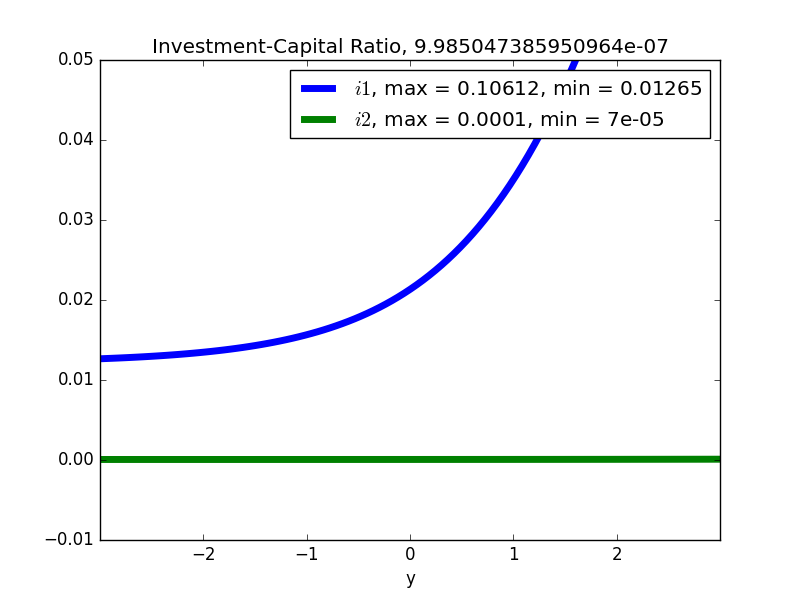 Investment-Capital Ratio, 9.985047385950964e-07
i1, max = 0.10612, min = 0.01265
i2, max = 0.0001, min = 7e-05
0.05
0.04
0.03
0.02
0.01
0.00
−0.01
−2 −1 0 1 2
y